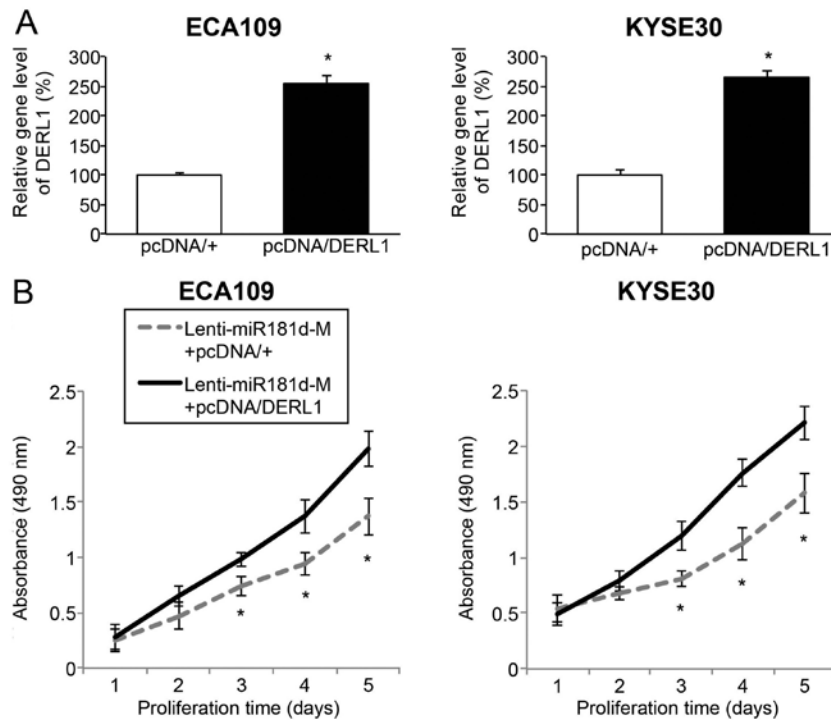 A
ECA109
KYSE30
Relative gene level
of DERL1 (%)
300
250
200
150
100
50
0
*
pcDNA/+
pcDNA/DERL1
Relative gene level
of DERL1 (%)
300
250
200
150
100
50
0
*
pcDNA/+
pcDNA/DERL1
B
ECA109
KYSE30
Lenti-miR181d-M
+pcDNA/+
Lenti-miR181d-M
+pcDNA/DERL1
Absorbance (490 nm)
2.5
2
1.5
1
0.5
0
*
*
*
1 2 3 4 5
Proliferation time (days)
Absorbance (490 nm)
2.5
2
1.5
1
0.5
0
*
*
*
1 2 3 4 5
Proliferation time (days)